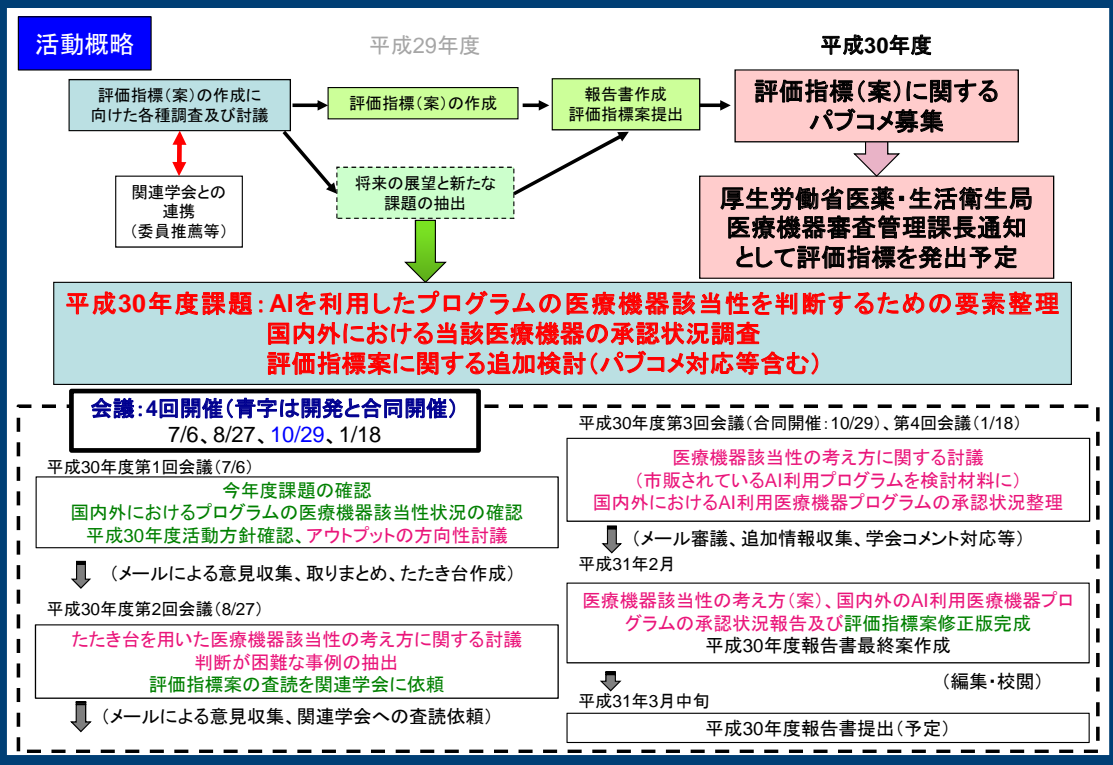 活動概略
平成29年度
平成30年度
評価指標(案)の作成に
向けた各種調査及び討議
評価指標(案)の作成
報告書作成
評価指標案提出
評価指標(案)に関する
パブコメ募集
関連学会との
連携
(委員推薦等)
将来の展望と新たな
課題の抽出
厚生労働省医薬・生活衛生局
医療機器審査管理課長通知
として評価指標を発出予定
平成30年度課題:AIを利用したプログラムの医療機器該当性を判断するための要素整理
国内外における当該医療機器の承認状況調査
評価指標案に関する追加検討(パブコメ対応等含む)
会議:4回開催(青字は開発と合同開催)
7/6、8/27、10/29、1/18
平成30年度第1回会議(7/6)
今年度課題の確認
国内外におけるプログラムの医療機器該当性状況の確認
平成30年度活動方針確認、アウトプットの方向性討議
(メールによる意見収集、取りまとめ、たたき台作成)
平成30年度第2回会議(8/27)
たたき台を用いた医療機器該当性の考え方に関する討議
判断が困難な事例の抽出
評価指標案の査読を関連学会に依頼
(メールによる意見収集、関連学会への査読依頼)
平成30年度第3回会議(合同開催:10/29)、第4回会議(1/18)
医療機器該当性の考え方に関する討議
(市販されているAI利用プログラムを検討材料に)
国内外におけるAI利用医療機器プログラムの承認状況整理
(メール審議、追加情報収集、学会コメント対応等)
平成31年2月
医療機器該当性の考え方(案)、国内外のAI利用医療機器プロ
グラムの承認状況報告及び評価指標案修正版完成
平成30年度報告書最終案作成
(編集・校閲)
平成31年3月中旬
平成30年度報告書提出(予定)